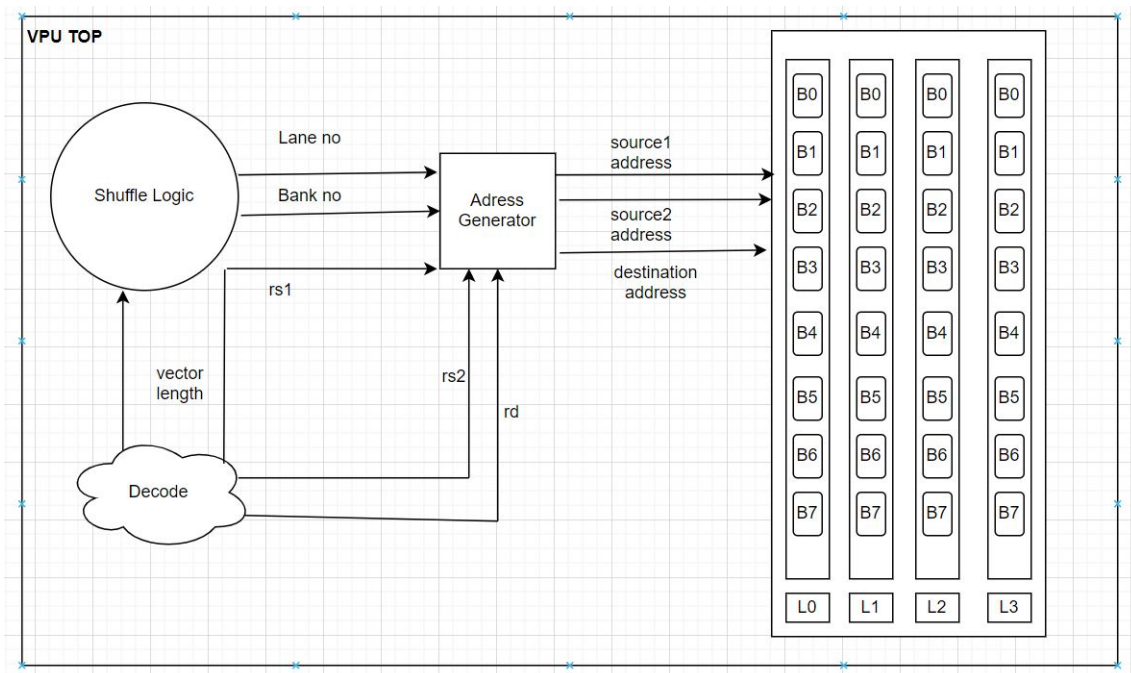 VPU TOP
Lane no
Shuffle Logic
Bank no
rs1
vector
length
Decode
rs2
rd
Adress
Generator
source1
address
source2
address
destination
address
B0 B0 B0 B0
B1 B1 B1 B1
B2 B2 B2 B2
B3 B3 B3 B3
B4 B4 B4 B4
B5 B5 B5 B5
B6 B6 B6 B6
B7 B7 B7 B7
L0 L1 L2 L3